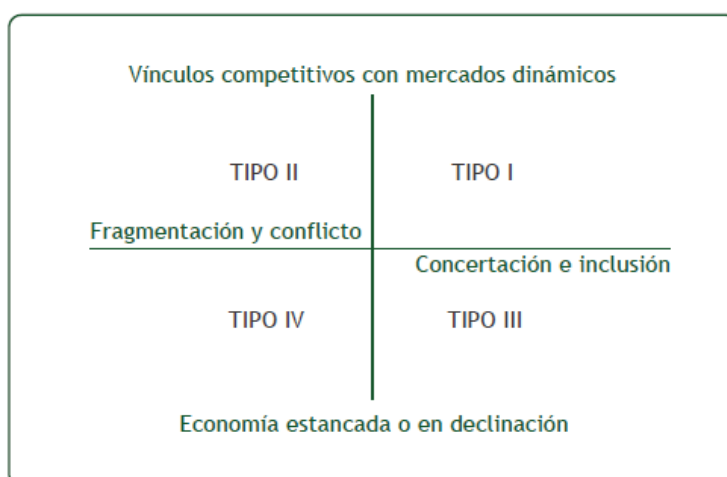 Vínculos competitivos con mercados dinámicos
TIPO II
TIPO I
Fragmentación y conflicto
Concertación e inclusión
TIPO IV
TIPO III
Economía estancada o en declinación